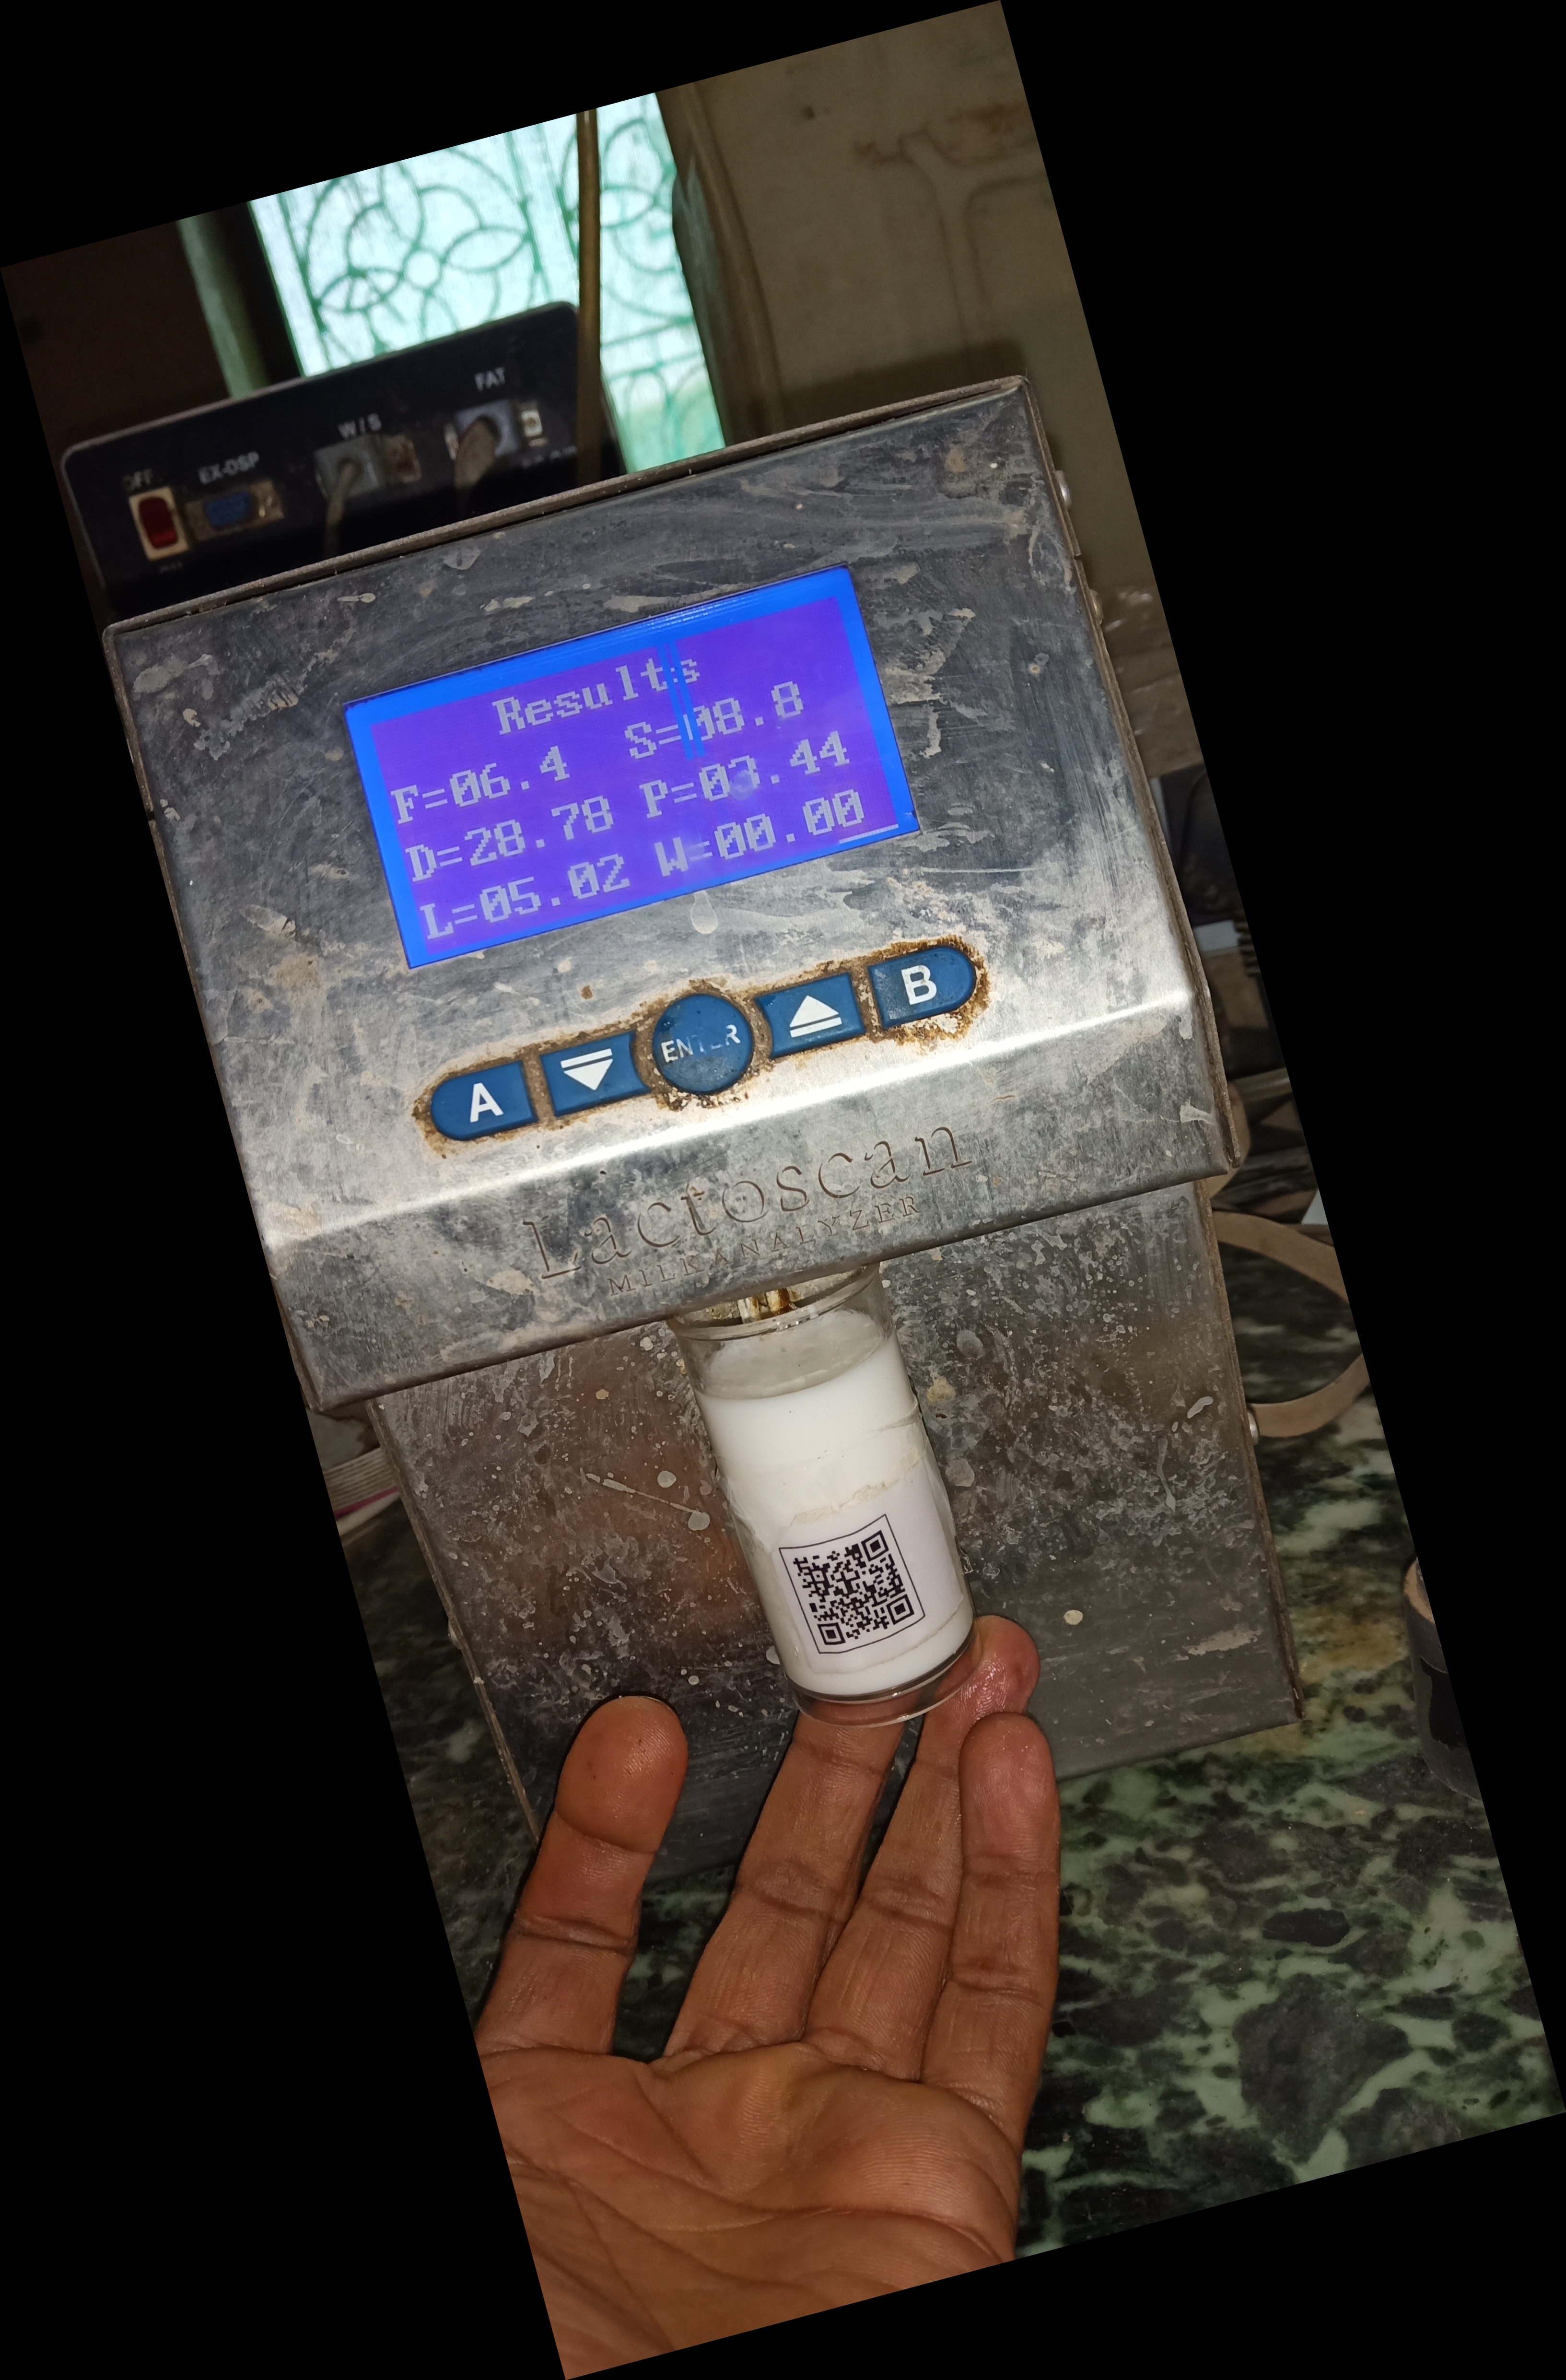 FAT
W/S
EX-DSP
OFF
Results
F=06.4 S=08.8
D=28.78 P=03.44
L=05.02 W=00.00
A ENTER B
Lactoscan
MILK ANALYZER